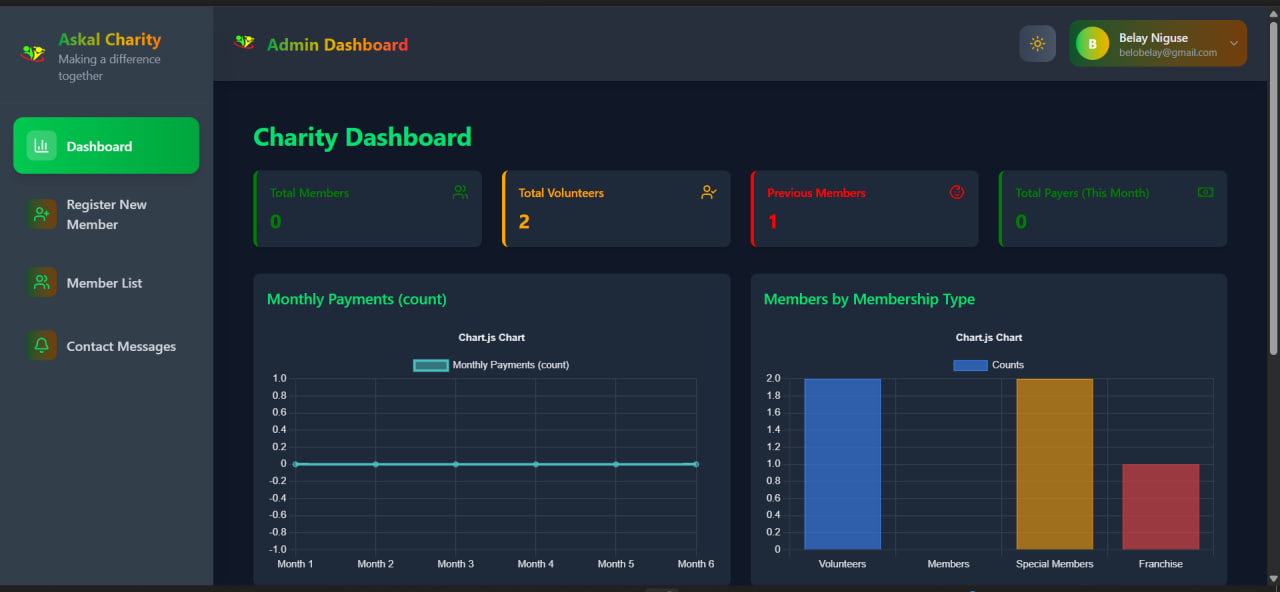 Askal Charity
Making a difference
together
Admin Dashboard
B
Belay Niguse
belobelay@gmail.com
Dashboard
Register New
Member
Member List
Contact Messages
Charity Dashboard
Total Members
0
Total Volunteers
2
Previous Members
1
Total Payers (This Month)
0
Monthly Payments (count)
Chart.js Chart
Monthly Payments (count)
1.0
0.8
0.6
0.4
0.2
0
-0.2
-0.4
-0.6
-0.8
-1.0
Month 1 Month 2 Month 3 Month 4 Month 5 Month 6
Members by Membership Type
Chart.js Chart
Counts
2.0
1.8
1.6
1.4
1.2
1.0
0.8
0.6
0.4
0.2
0
Volunteers Members Special Members Franchise